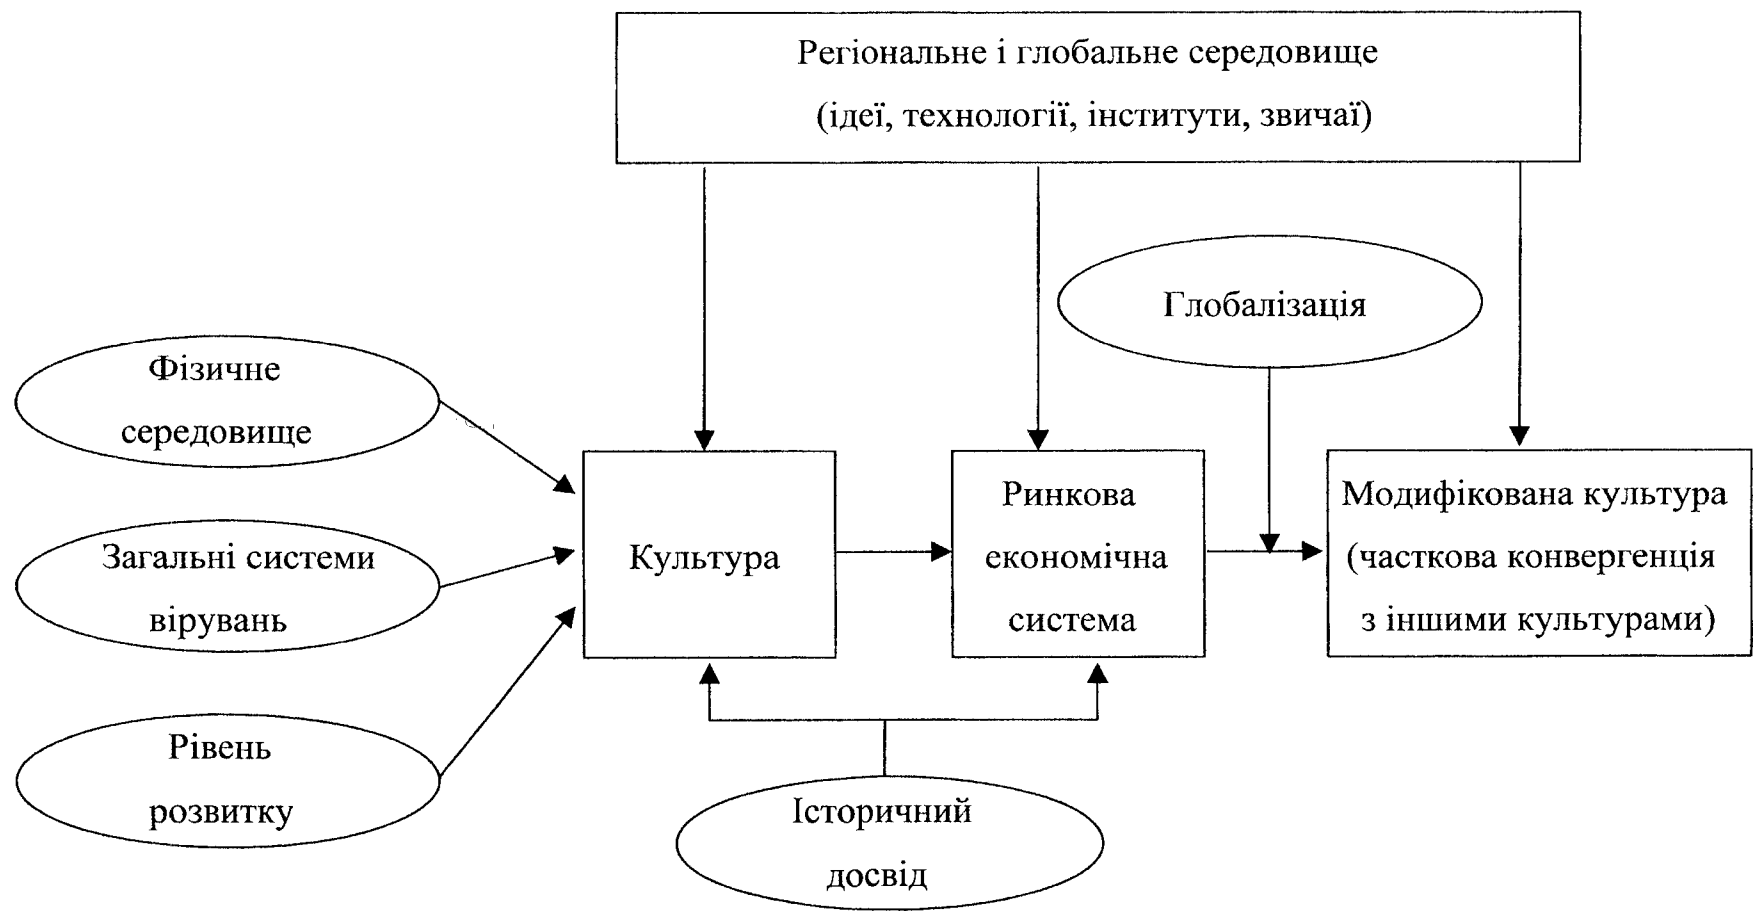 Регіональне і глобальне середовище
(ідеї, технології, інститути, звичаї)
Глобалізація
Фізичне
середовище
Загальні системи
вірувань
Рівень
розвитку
Культура
Ринкова
економічна
система
Модифікована культура
(часткова конвергенція
з іншими культурами)
Історичний
досвід